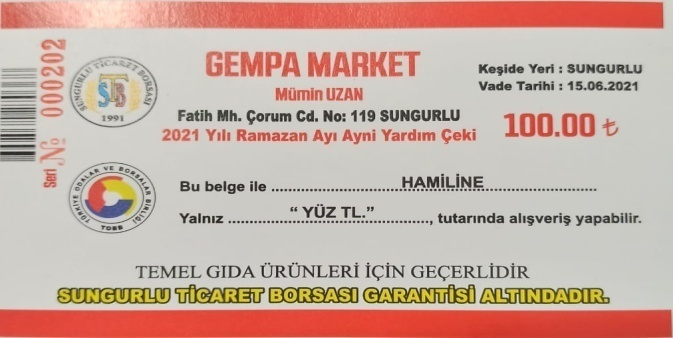 Seri № 000202
SUNGURLU TİCARET BORSASI
STB
1991
GEMPA MARKET
Mümin UZAN
Fatih Mh. Çorum Cd. No: 119 SUNGURLU
2021 Yılı Ramazan Ayı Ayni Yardım Çeki
Keşide Yeri : SUNGURLU
Vade Tarihi : 15.06.2021
100.00 ₺
TÜRKİYE ODALAR VE BORSALAR BİRLİĞİ
TOBB
Bu belge ile ........................ HAMİLİNE ........................
Yalnız ............“ YÜZ TL.”............, tutarında alışveriş yapabilir.
TEMEL GIDA ÜRÜNLERİ İÇİN GEÇERLİDİR
SUNGURLU TİCARET BORSASI GARANTİSİ ALTINDADIR.